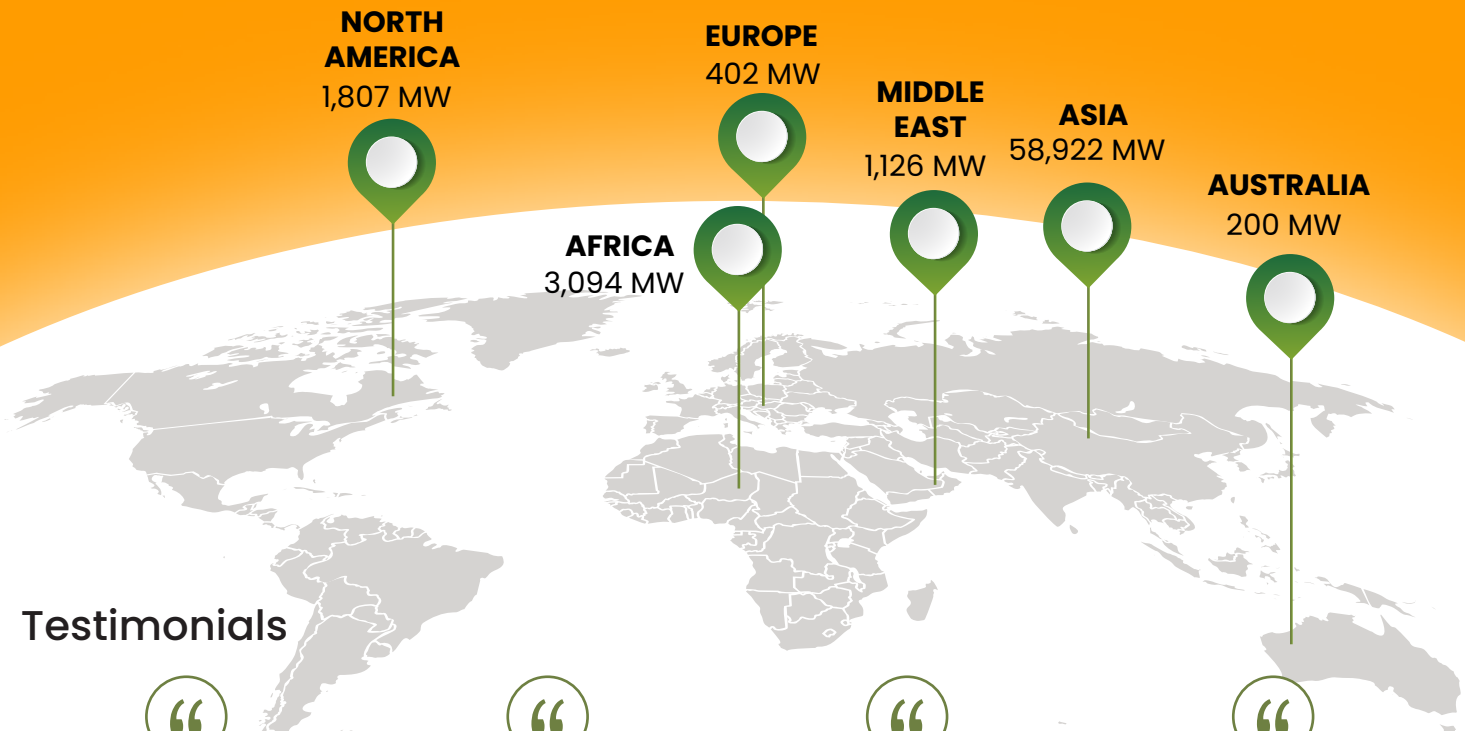 NORTH
AMERICA
1,807 MW
EUROPE
402 MW
MIDDLE
EAST
1,126 MW
ASIA
58,922 MW
AUSTRALIA
200 MW
AFRICA
3,094 MW
Testimonials
“
“
“
“